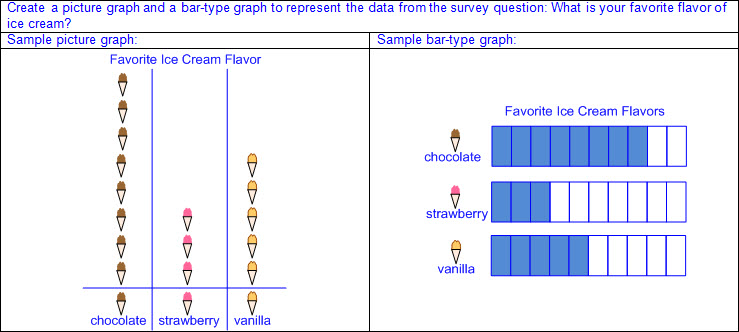 Create a picture graph and a bar-type graph to represent the data from the survey question: What is your favorite flavor of
ice cream?
Sample picture graph:
Favorite Ice Cream Flavor
chocolate strawberry vanilla
Sample bar-type graph:
Favorite Ice Cream Flavors
chocolate
strawberry
vanilla